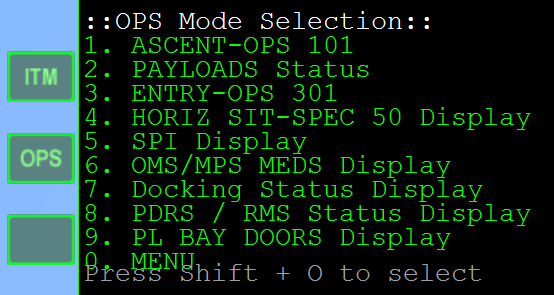 ::OPS Mode Selection::
1. ASCENT-OPS 101
2. PAYLOADS Status
3. ENTRY-OPS 301
4. HORIZ SIT-SPEC 50 Display
5. SPI Display
6. OMS/MPS MEDS Display
7. Docking Status Display
8. PDRS / RMS Status Display
9. PL BAY DOORS Display
0. MENU
Press Shift + O to select
ITM
OPS